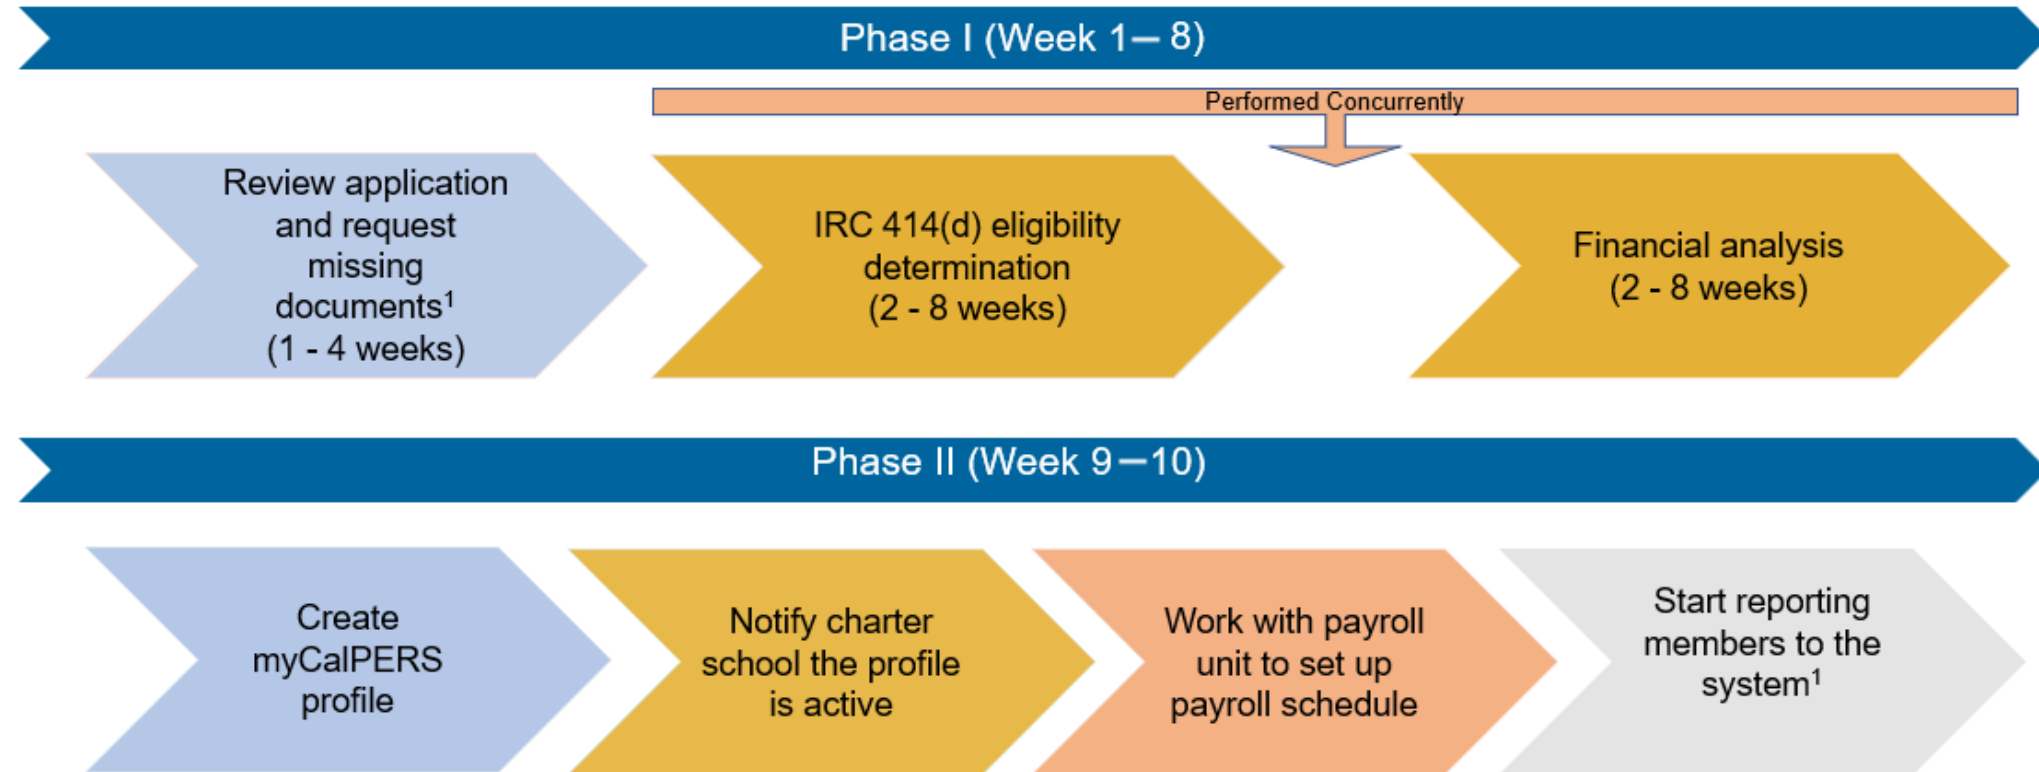 Phase I (Week 1— 8)
Performed Concurrently
Review application
and request
missing
documents¹
(1 - 4 weeks)
IRC 414(d) eligibility
determination
(2 - 8 weeks)
Financial analysis
(2 - 8 weeks)
Phase II (Week 9—10)
Create
myCalPERS
profile
Notify charter
school the profile
is active
Work with payroll
unit to set up
payroll schedule
Start reporting
members to the
system¹